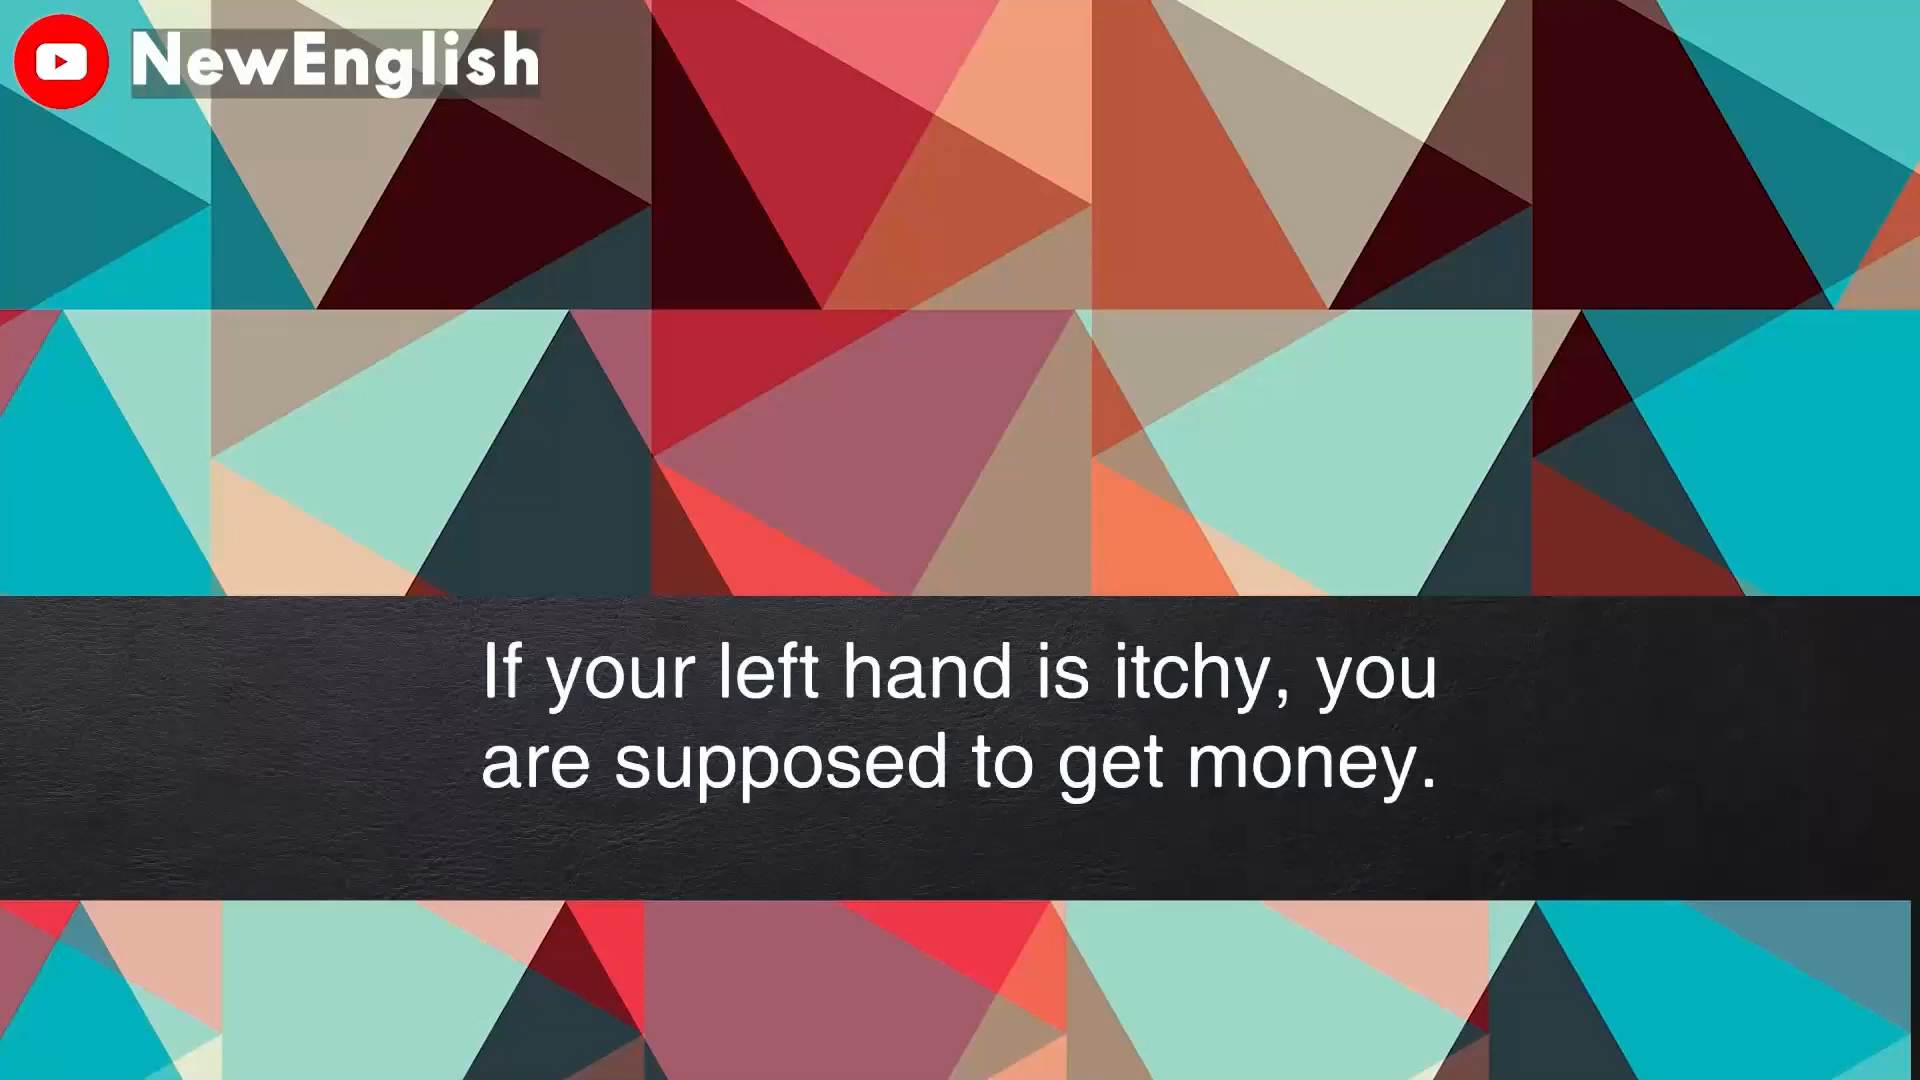 NewEnglish
If your left hand is itchy, you
are supposed to get money.